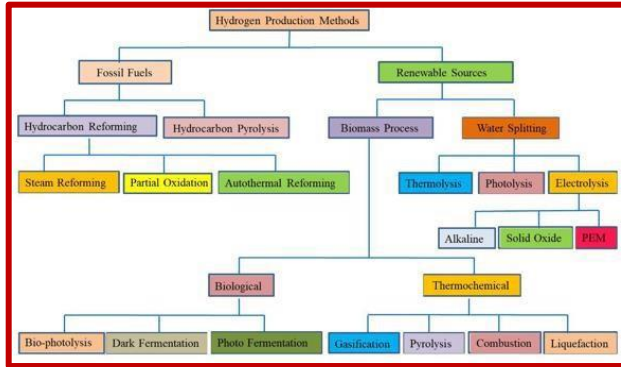 Hydrogen Production Methods
Fossil Fuels
Renewable Sources
Hydrocarbon Reforming
Hydrocarbon Pyrolysis
Biomass Process
Water Splitting
Steam Reforming
Partial Oxidation
Autothermal Reforming
Thermolysis
Photolysis
Electrolysis
Alkaline
Solid Oxide
PEM
Biological
Thermochemical
Bio-photolysis
Dark Fermentation
Photo Fermentation
Gasification
Pyrolysis
Combustion
Liquefaction